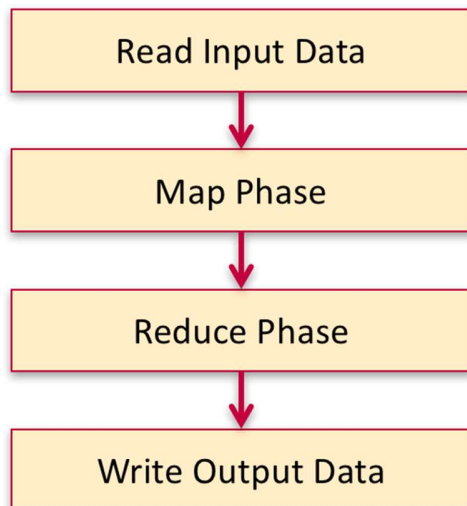 Read Input Data
Map Phase
Reduce Phase
Write Output Data